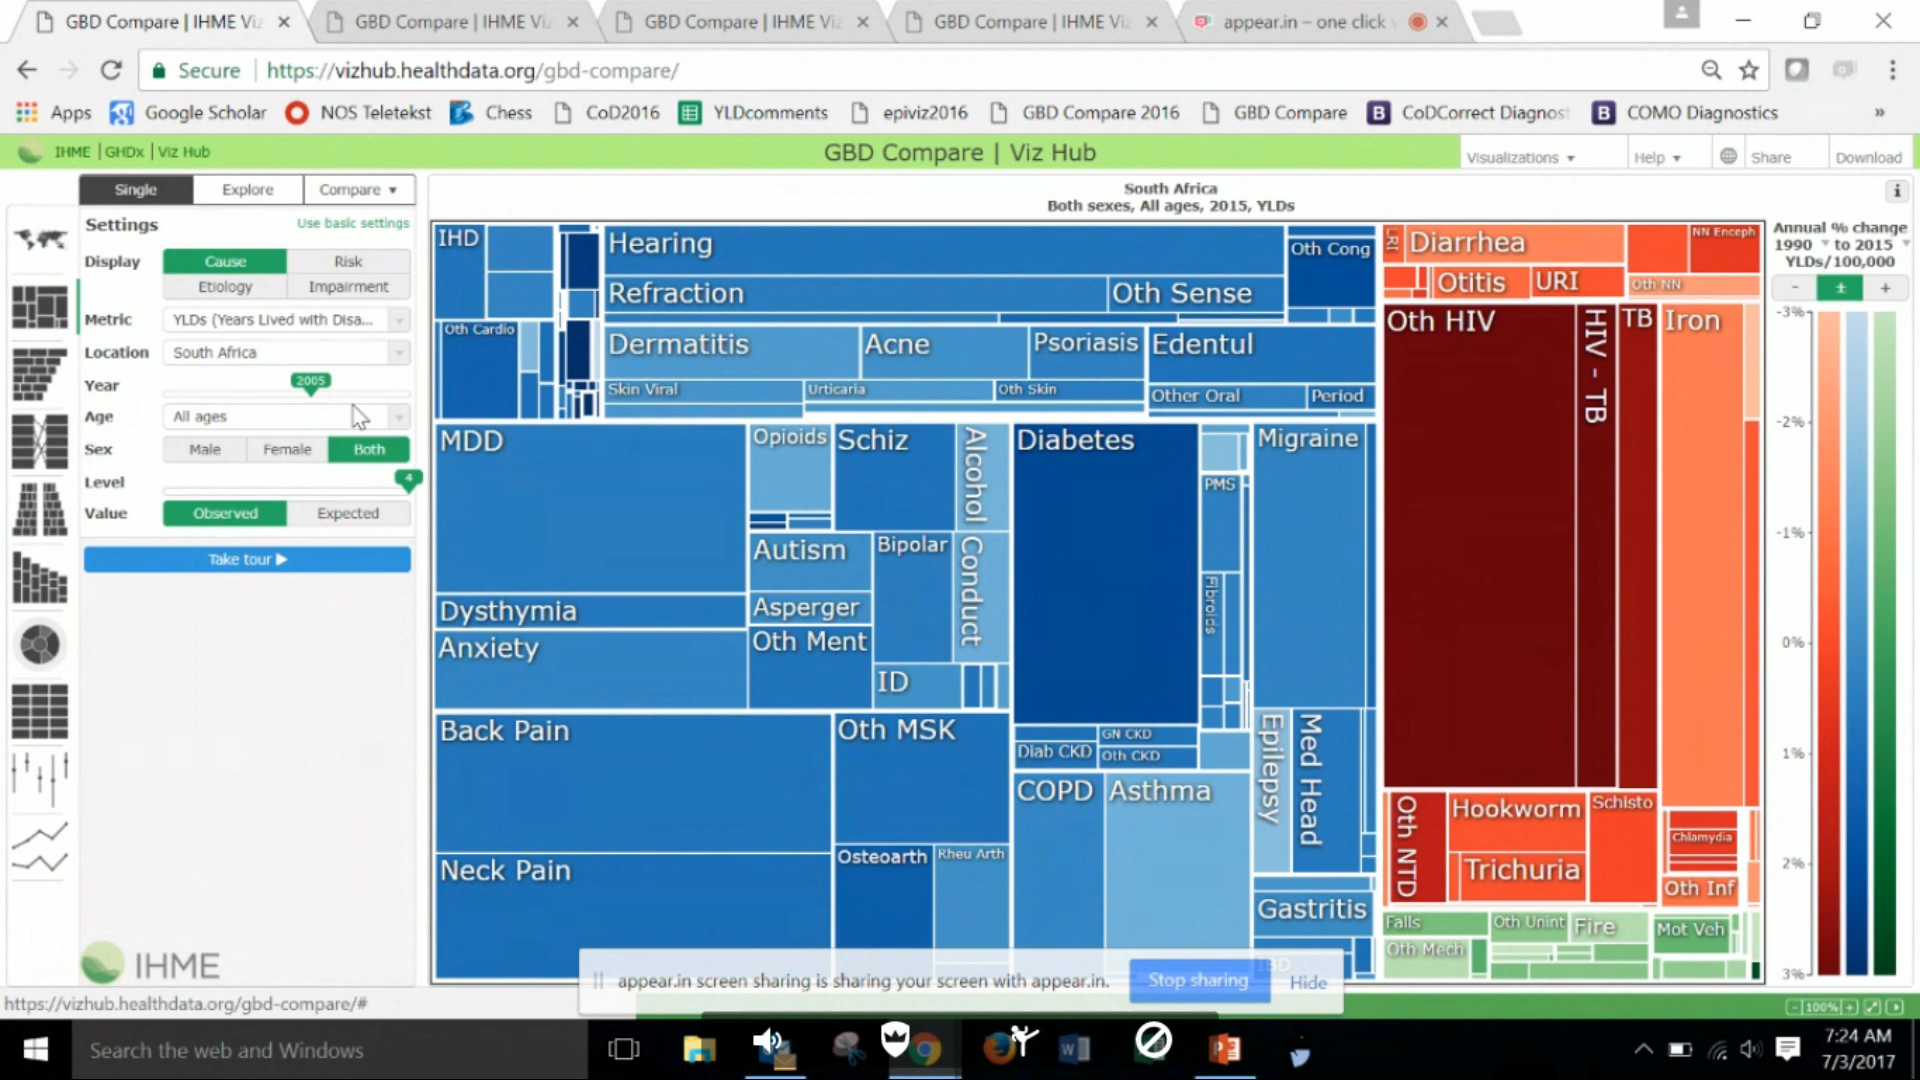 GBD Compare | IHME Viz
GBD Compare | IHME Viz
GBD Compare | IHME Viz
GBD Compare | IHME Viz
appear.in – one click
Secure
https://vizhub.healthdata.org/gbd-compare/
Apps
Google Scholar
NOS Teletekst
Chess
CoD2016
YLDcomments
epiviz2016
GBD Compare 2016
GBD Compare
CoDCorrect Diagnost
COMO Diagnostics
»
IHME | GHDx | Viz Hub
GBD Compare | Viz Hub
Visualizations
Help
Share
Download
Single
Explore
Compare
Settings
Use basic settings
Display
Cause
Risk
Etiology
Impairment
Metric
YLDs (Years Lived with Disa...
Location
South Africa
Year
2005
Age
All ages
Sex
Male
Female
Both
Level
4
Value
Observed
Expected
Take tour
IHME
South Africa
Both sexes, All ages, 2015, YLDs
IHD
Oth Cardio
Hearing
Oth Cong
Refraction
Oth Sense
Dermatitis
Acne
Psoriasis
Edentul
Skin Viral
Urticaria
Oth Skin
Other Oral
Period
MDD
Opioids
Schiz
Alcohol
Diabetes
Migraine
PMS
Autism
Bipolar
Conduct
Fibroids
Dysthymia
Asperger
Anxiety
Oth Ment
ID
Back Pain
Oth MSK
GN CKD
Diab CKD
Oth CKD
Epilepsy
Med Head
COPD
Asthma
Neck Pain
Osteoarth
Rheu Arth
Gastritis
IBD
LRI
Diarrhea
NN Enceph
Otitis
URI
Oth NN
Oth HIV
HIV - TB
TB
Iron
Oth NTD
Hookworm
Schisto
Chlamydia
Trichuria
Oth Inf
Falls
Oth Unint
Fire
Mot Veh
Oth Mech
i
Annual % change
1990 to 2015
YLDs/100,000
- ± +
-3%
-2%
-1%
0%
1%
2%
3%
appear.in screen sharing is sharing your screen with appear.in.
Stop sharing
Hide
https://vizhub.healthdata.org/gbd-compare/#
- 100% +
Search the web and Windows
7:24 AM
7/3/2017